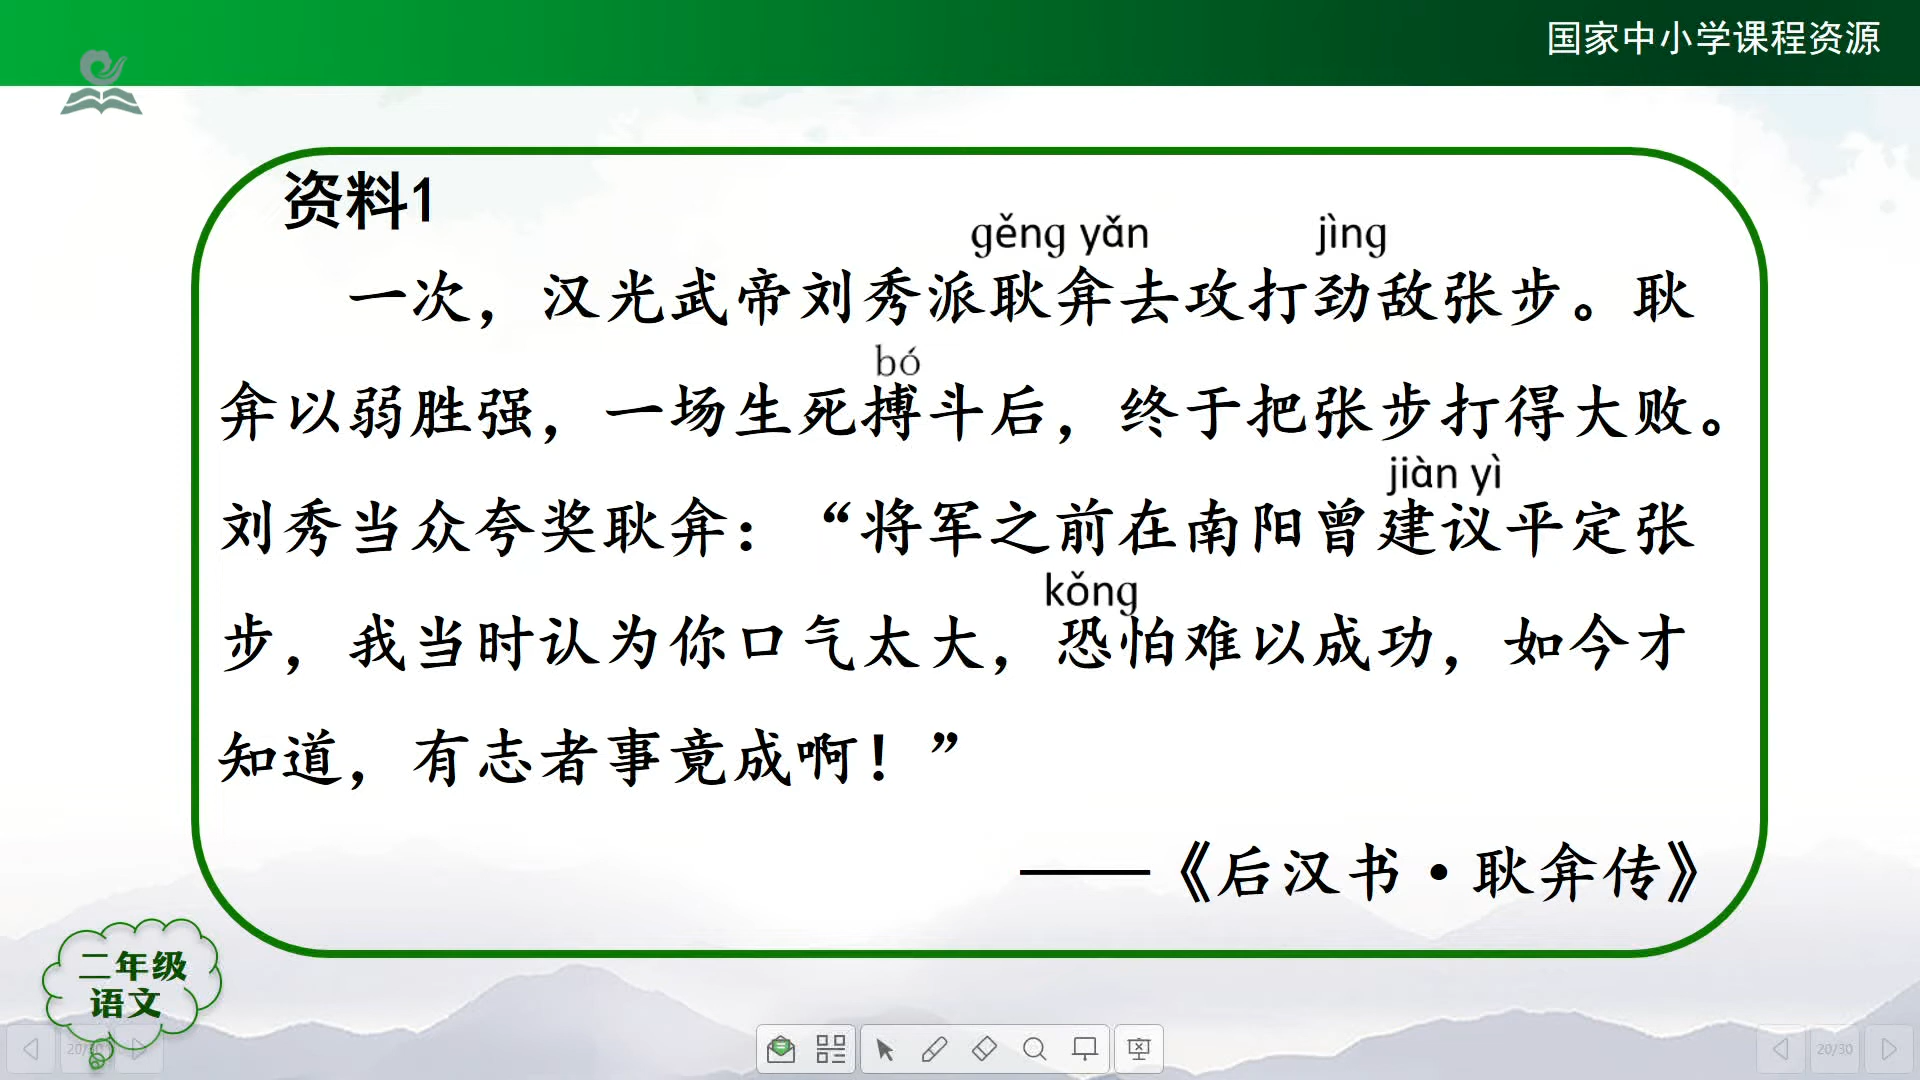 国家中小学课程资源
资料1
gěng yǎn jìng
一次，汉光武帝刘秀派耿弇去攻打劲敌张步。耿
bó
弇以弱胜强，一场生死搏斗后，终于把张步打得大败。
jiàn yì
刘秀当众夸奖耿弇：“将军之前在南阳曾建议平定张
kǒng
步，我当时认为你口气太大，恐怕难以成功，如今才
知道，有志者事竟成啊！”
——《后汉书·耿弇传》
二年级
语文
20/30
20/30